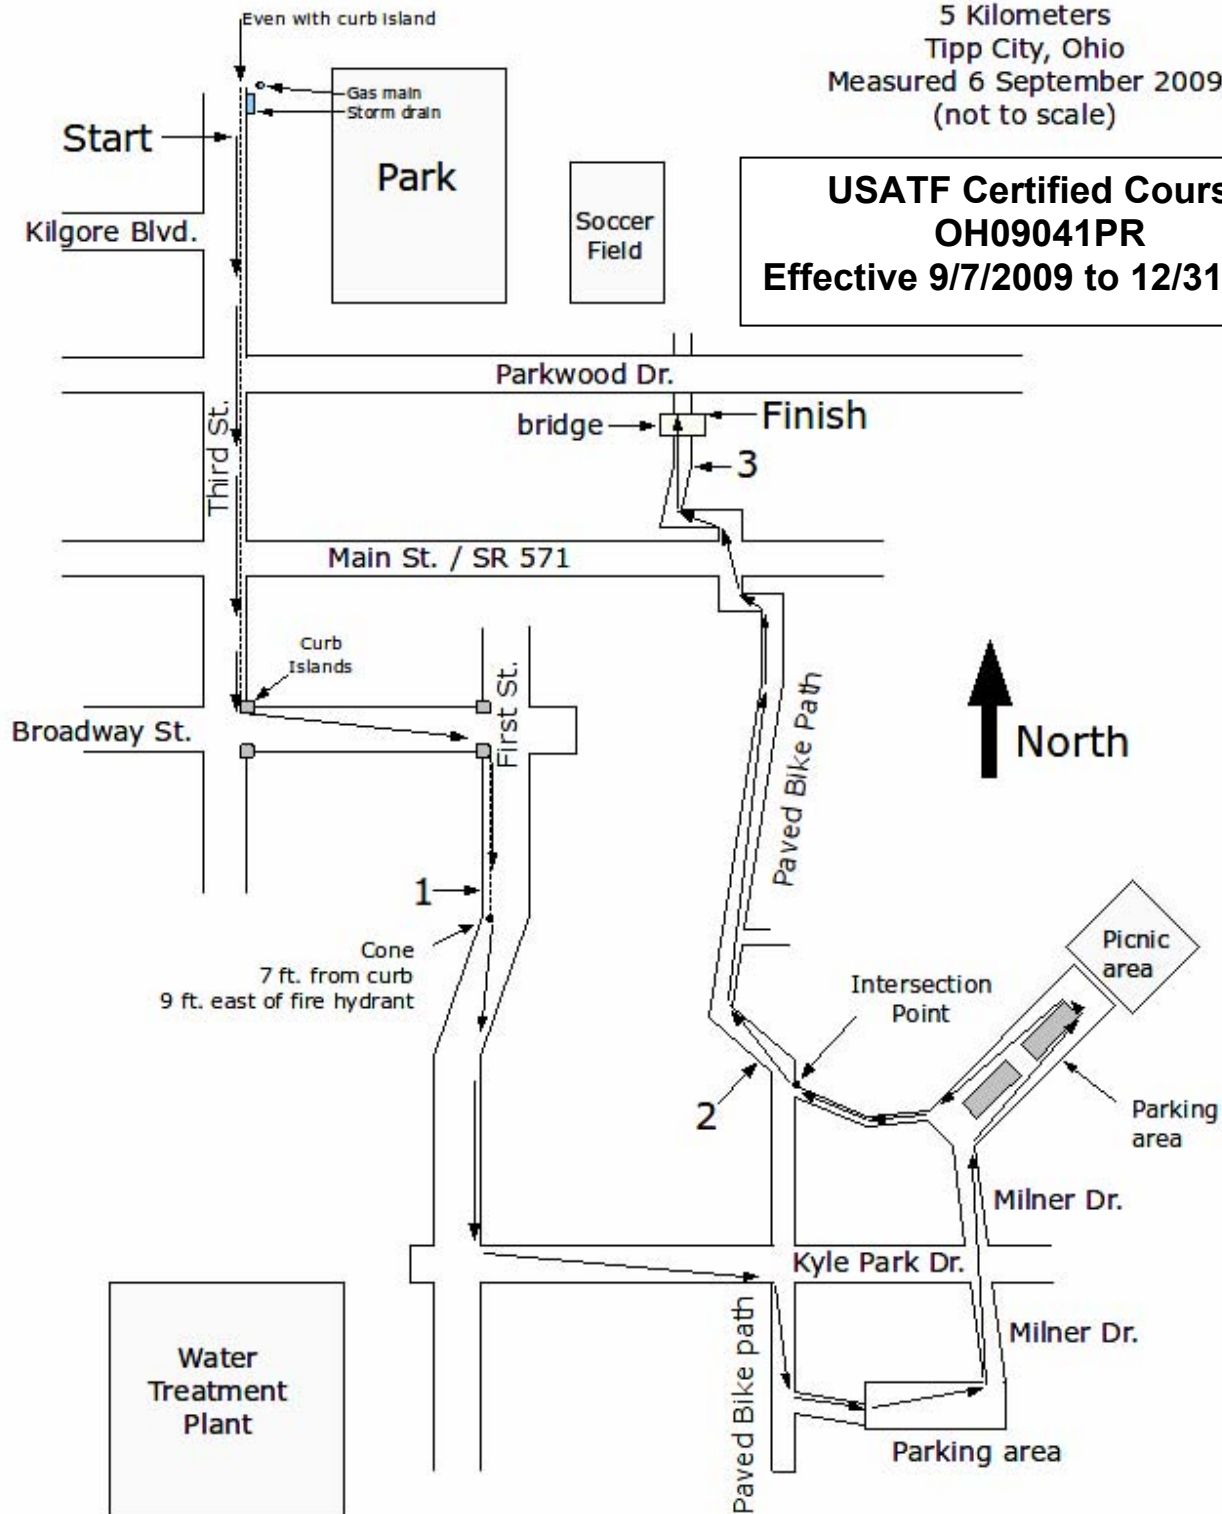 Even with curb island
5 Kilometers
Tipp City, Ohio
Measured 6 September 2009
(not to scale)
Gas main
Storm drain
Start
Park
Soccer
Field
USATF Certified Cours
OH09041PR
Effective 9/7/2009 to 12/31
Kilgore Blvd.
Parkwood Dr.
bridge
Finish
Third St.
3
Main St. / SR 571
Curb
Islands
First St.
Broadway St.
Paved Bike Path
North
1
Cone
7 ft. from curb
9 ft. east of fire hydrant
Picnic
area
Intersection
Point
2
Parking
area
Milner Dr.
Kyle Park Dr.
Paved Bike path
Milner Dr.
Water
Treatment
Plant
Parking area